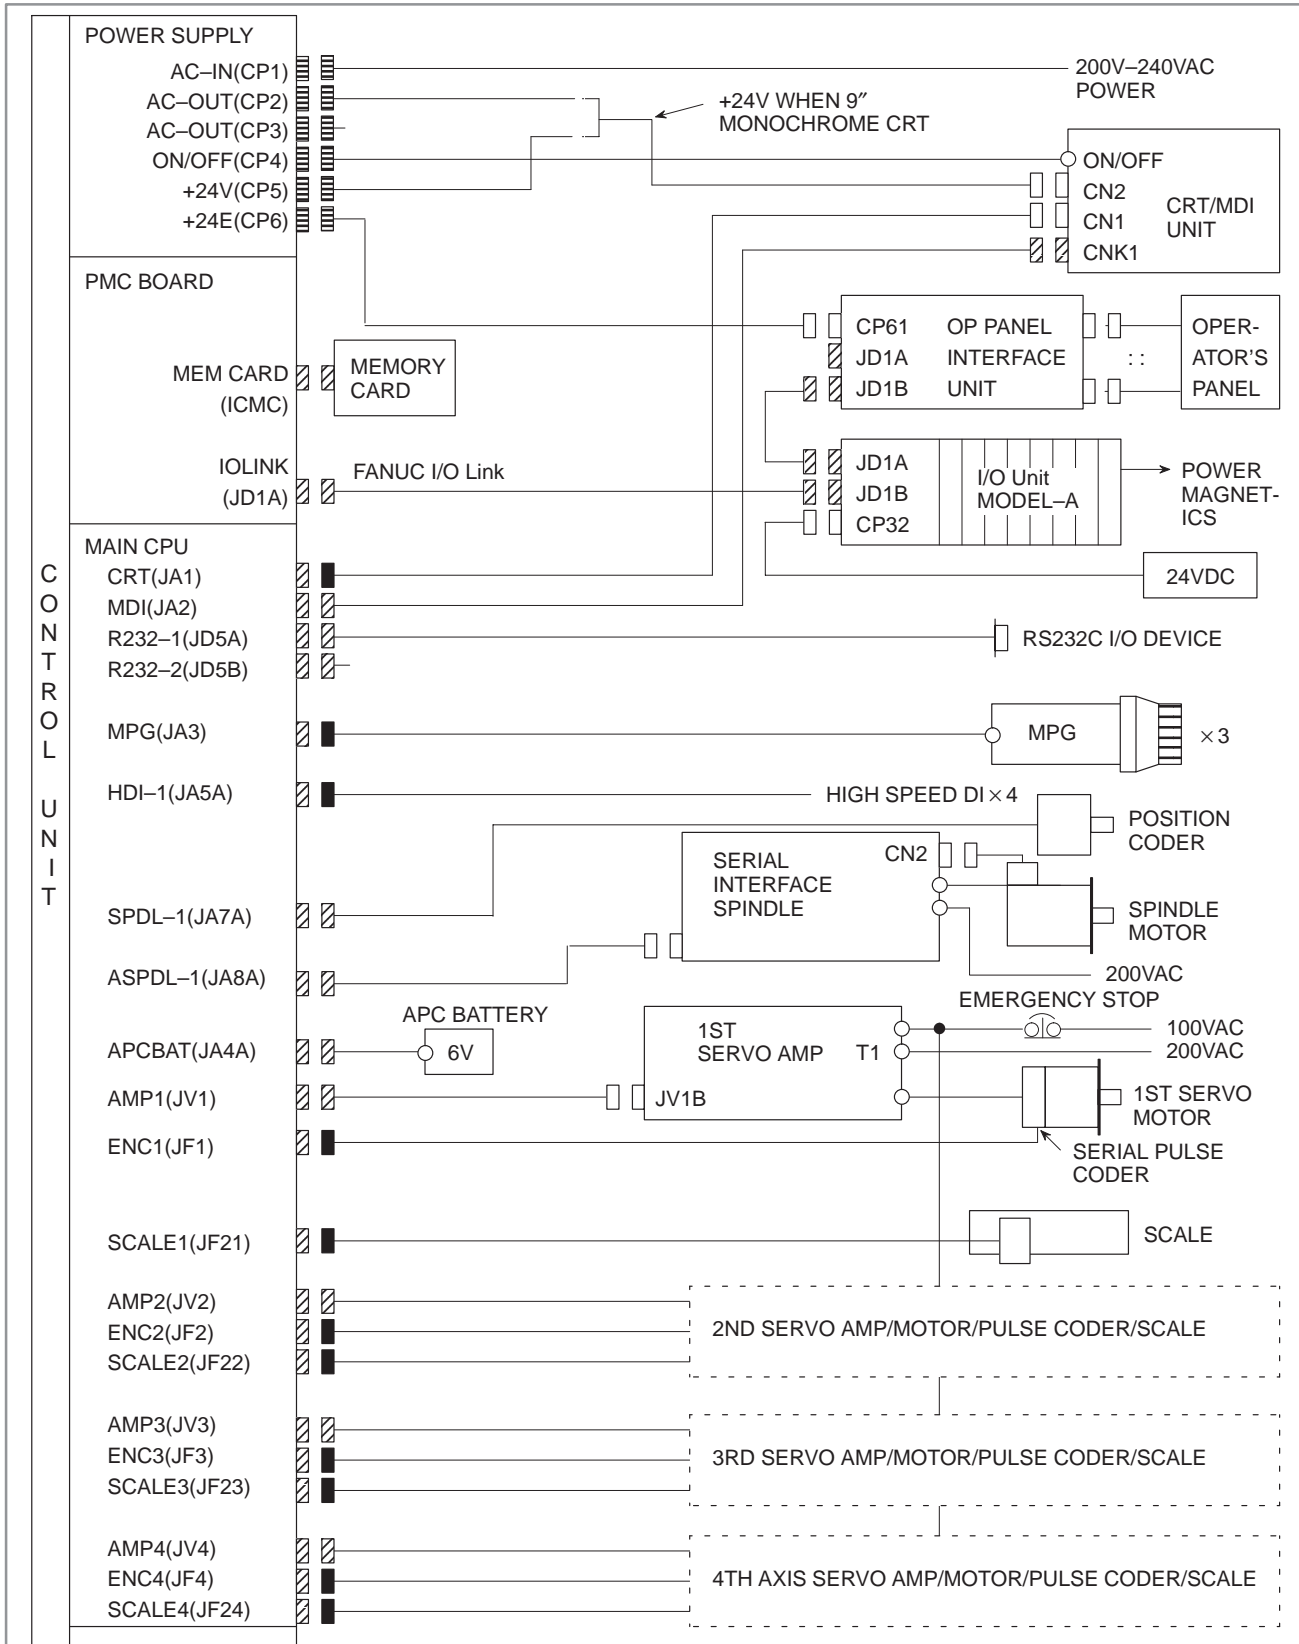 POWER SUPPLY
AC–IN(CP1)
200V–240VAC
POWER
AC–OUT(CP2)
+24V WHEN 9″
MONOCHROME CRT
AC–OUT(CP3)
ON/OFF(CP4)
ON/OFF
+24V(CP5)
CN2
CRT/MDI
UNIT
+24E(CP6)
CN1
CNK1
PMC BOARD
CP61
OP PANEL
INTERFACE
UNIT
JD1A
JD1B
: :
OPER-
ATOR'S
PANEL
MEM CARD
(ICMC)
MEMORY
CARD
IOLINK
(JD1A)
FANUC I/O Link
JD1A
JD1B
CP32
I/O Unit
MODEL–A
POWER
MAGNET-
ICS
24VDC
CONTROL UNIT
MAIN CPU
CRT(JA1)
MDI(JA2)
R232–1(JD5A)
RS232C I/O DEVICE
R232–2(JD5B)
MPG(JA3)
MPG
×3
HDI–1(JA5A)
HIGH SPEED DI×4
POSITION
CODER
SERIAL
INTERFACE
SPINDLE
CN2
SPDL–1(JA7A)
SPINDLE
MOTOR
ASPDL–1(JA8A)
200VAC
EMERGENCY STOP
APC BATTERY
6V
1ST
SERVO AMP
T1
100VAC
200VAC
APCBAT(JA4A)
AMP1(JV1)
JV1B
1ST SERVO
MOTOR
ENC1(JF1)
SERIAL PULSE
CODER
SCALE1(JF21)
SCALE
AMP2(JV2)
ENC2(JF2)
2ND SERVO AMP/MOTOR/PULSE CODER/SCALE
SCALE2(JF22)
AMP3(JV3)
ENC3(JF3)
3RD SERVO AMP/MOTOR/PULSE CODER/SCALE
SCALE3(JF23)
AMP4(JV4)
ENC4(JF4)
4TH AXIS SERVO AMP/MOTOR/PULSE CODER/SCALE
SCALE4(JF24)